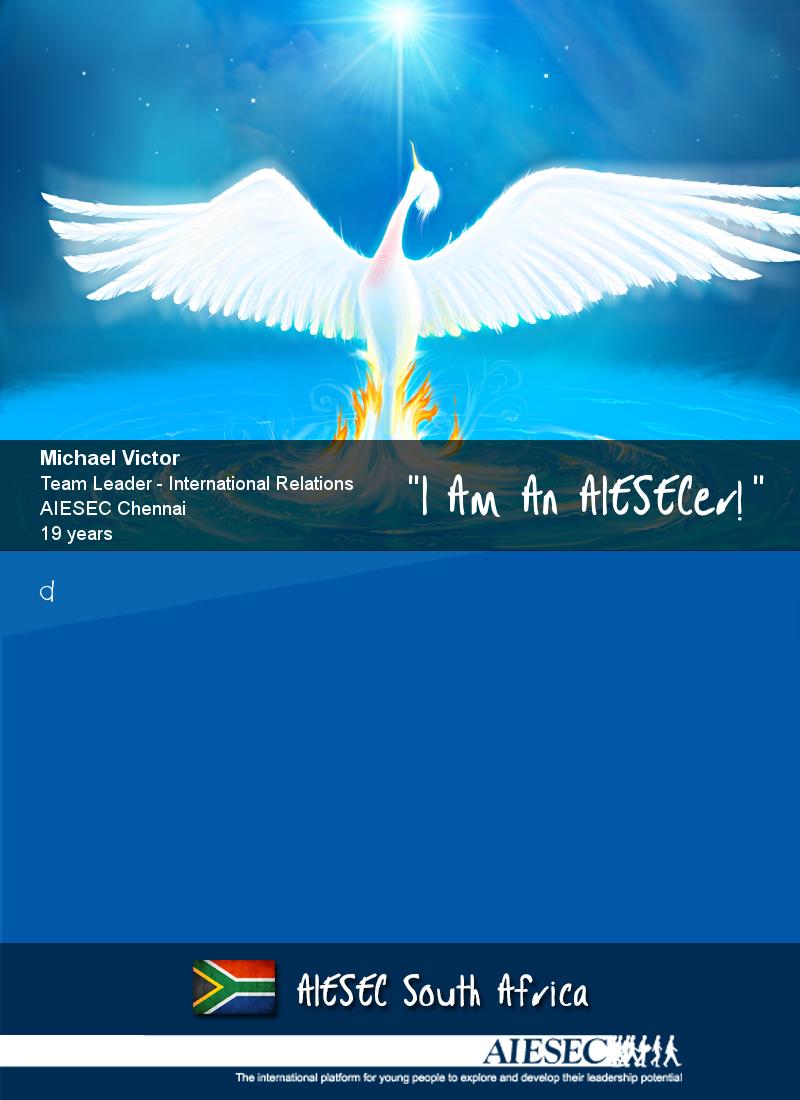 Michael Victor
Team Leader - International Relations
AIESEC Chennai
19 years
"I Am An AIESECer! "
d
AIESEC South Africa
AIESEC
The international platform for young people to explore and develop their leadership potential